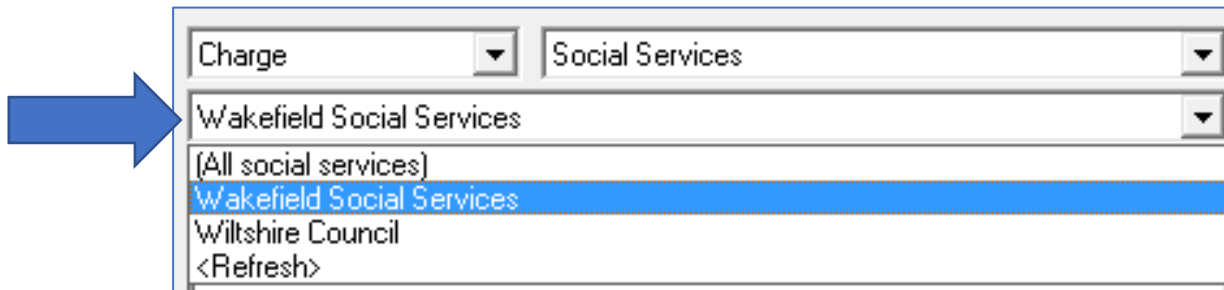 Charge Social Services
Wakefield Social Services
(All social services)
Wakefield Social Services
Wiltshire Council
<Refresh>